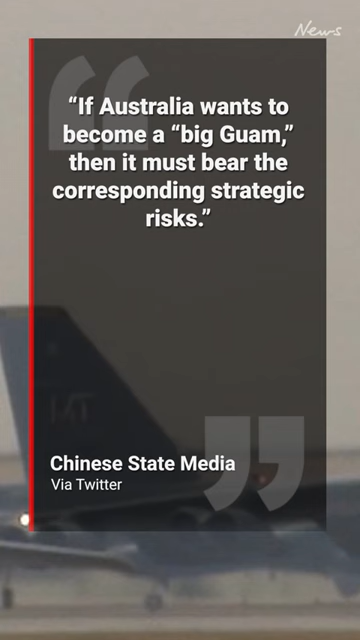 News
“If Australia wants to
become a “big Guam,”
then it must bear the
corresponding strategic
risks.”
MT
Chinese State Media
Via Twitter